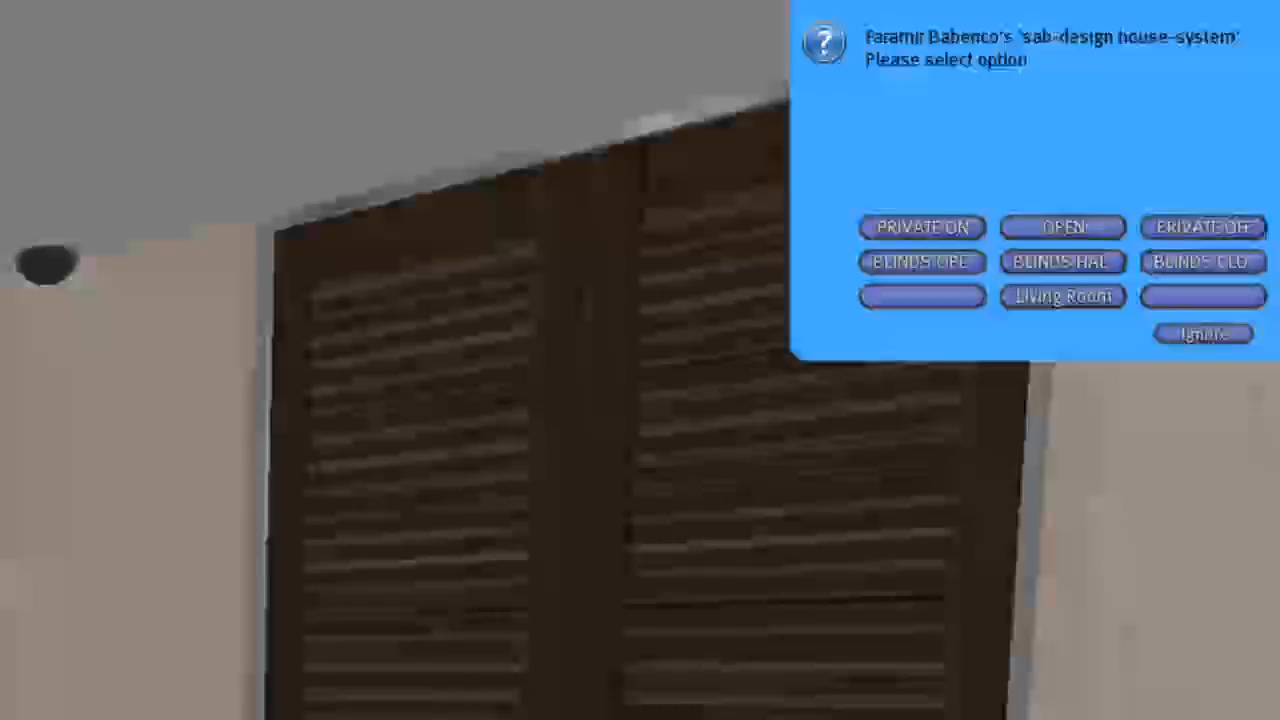 Faramir Babenco's 'sab-design house-system'
Please select option
PRIVATE ON OPEN PRIVATE OFF
BLINDS OPE BLINDS HAL BLINDS CLO
Living Room
Ignore